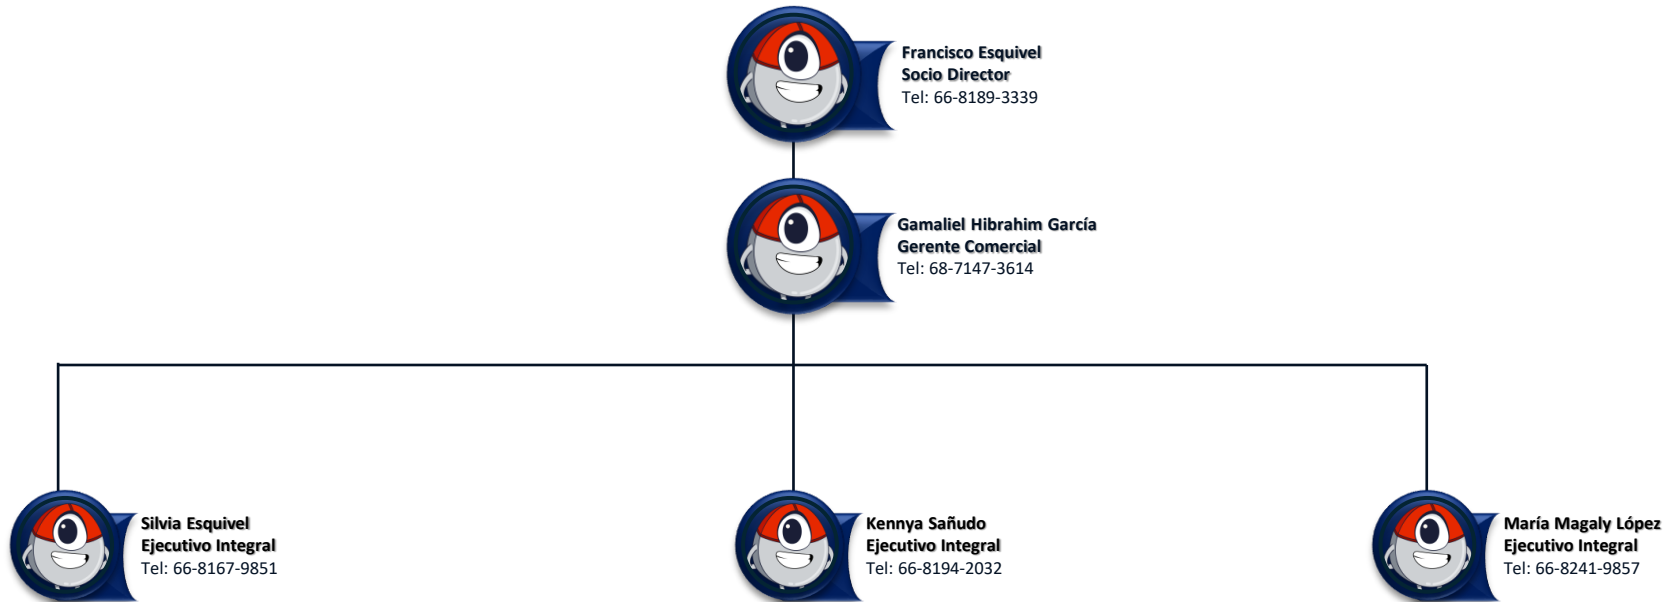 Francisco Esquivel
Socio Director
Tel: 66-8189-3339
Gamaliel Hibrahim García
Gerente Comercial
Tel: 68-7147-3614
Silvia Esquivel
Ejecutivo Integral
Tel: 66-8167-9851
Kennya Sañudo
Ejecutivo Integral
Tel: 66-8194-2032
María Magaly López
Ejecutivo Integral
Tel: 66-8241-9857